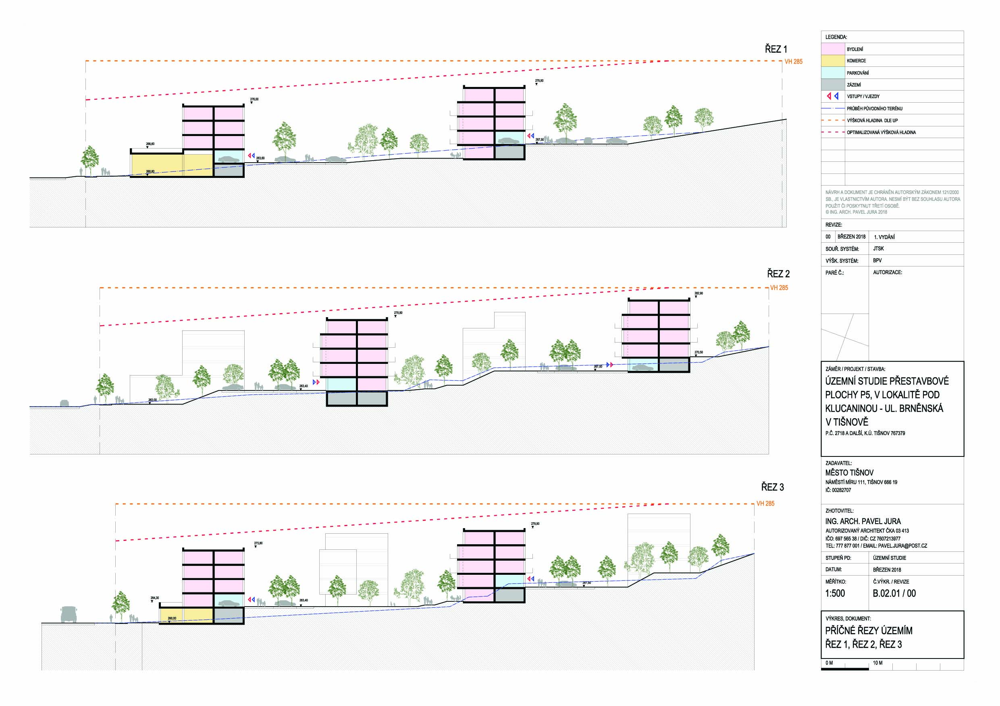 ŘEZ 1
VH 285
279,90
276,00
266,60
267,50
263,60
260,80
ŘEZ 2
VH 285
282,90
278,80
270,50
267,50
263,40
263,00
ŘEZ 3
VH 285
279,90
275,80
267,50
264,30
263,40
260,00
LEGENDA:
BYDLENÍ
KOMERCE
PARKOVÁNÍ
ZÁZEMÍ
VSTUPY / VJEZDY
PRŮBĚH PŮVODNÍHO TERÉNU
VÝŠKOVÁ HLADINA DLE UP
OPTIMALIZOVANÁ VÝŠKOVÁ HLADINA
NÁVRH A DOKUMENT JE CHRÁNĚN AUTORSKÝM ZÁKONEM 121/2000
SB., JE VLASTNICTVÍM AUTORA. NESMÍ BÝT BEZ SOUHLASU AUTORA
POUŽIT ČI POSKYTNUT TŘETÍ OSOBĚ.
© ING. ARCH. PAVEL JURA 2018
REVIZE:
00 BŘEZEN 2018 1. VYDÁNÍ
SOUŘ. SYSTÉM: JTSK
VÝŠK. SYSTÉM: BPV
PARÉ Č.: AUTORIZACE:
ZÁMĚR / PROJEKT / STAVBA:
ÚZEMNÍ STUDIE PŘESTAVBOVÉ
PLOCHY P5, V LOKALITĚ POD
KLUCANINOU - UL. BRNĚNSKÁ
V TIŠNOVĚ
P.Č. 2718 A DALŠÍ, K.Ú. TIŠNOV 767379
ZADAVATEL:
MĚSTO TIŠNOV
NÁMĚSTÍ MÍRU 111, TIŠNOV 666 19
IČ: 00282707
ZHOTOVITEL:
ING. ARCH. PAVEL JURA
AUTORIZOVANÝ ARCHITEKT ČKA 03 413
IČO: 697 565 38 / DIČ: CZ 7607213977
TEL: 777 877 001 / EMAIL: PAVEL.JURA@POST.CZ
STUPEŇ PD: ÚZEMNÍ STUDIE
DATUM: BŘEZEN 2018
MĚŘÍTKO: Č.VÝKR. / REVIZE
1:500 B.02.01 / 00
VÝKRES, DOKUMENT:
PŘÍČNÉ ŘEZY ÚZEMÍM
ŘEZ 1, ŘEZ 2, ŘEZ 3
0 M 10 M